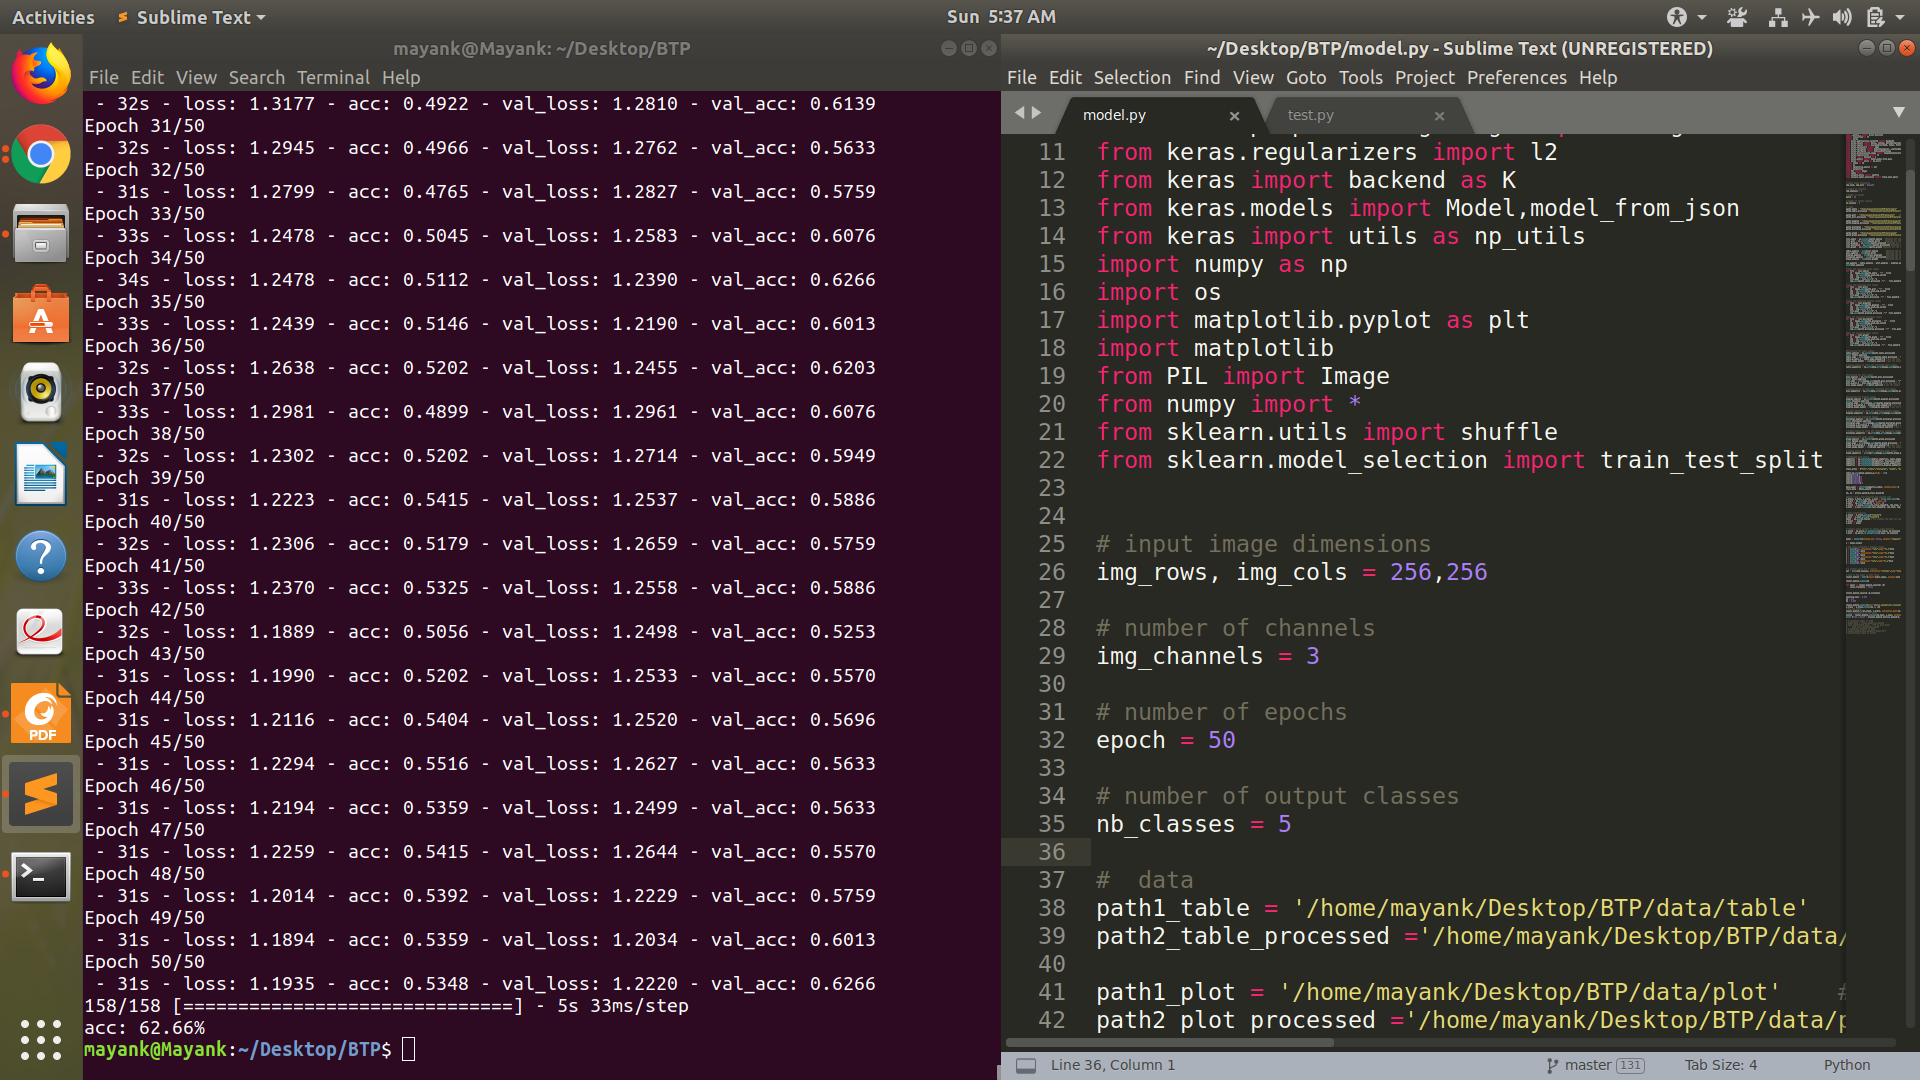 Activities
Sublime Text
Sun 5:37 AM
mayank@Mayank: ~/Desktop/BTP
File Edit View Search Terminal Help
- 32s - loss: 1.3177 - acc: 0.4922 - val_loss: 1.2810 - val_acc: 0.6139
Epoch 31/50
- 32s - loss: 1.2945 - acc: 0.4966 - val_loss: 1.2762 - val_acc: 0.5633
Epoch 32/50
- 31s - loss: 1.2799 - acc: 0.4765 - val_loss: 1.2827 - val_acc: 0.5759
Epoch 33/50
- 33s - loss: 1.2478 - acc: 0.5045 - val_loss: 1.2583 - val_acc: 0.6076
Epoch 34/50
- 34s - loss: 1.2478 - acc: 0.5112 - val_loss: 1.2390 - val_acc: 0.6266
Epoch 35/50
- 33s - loss: 1.2439 - acc: 0.5146 - val_loss: 1.2190 - val_acc: 0.6013
Epoch 36/50
- 32s - loss: 1.2638 - acc: 0.5202 - val_loss: 1.2455 - val_acc: 0.6203
Epoch 37/50
- 33s - loss: 1.2981 - acc: 0.4899 - val_loss: 1.2961 - val_acc: 0.6076
Epoch 38/50
- 32s - loss: 1.2302 - acc: 0.5202 - val_loss: 1.2714 - val_acc: 0.5949
Epoch 39/50
- 31s - loss: 1.2223 - acc: 0.5415 - val_loss: 1.2537 - val_acc: 0.5886
Epoch 40/50
- 32s - loss: 1.2306 - acc: 0.5179 - val_loss: 1.2659 - val_acc: 0.5759
Epoch 41/50
- 33s - loss: 1.2370 - acc: 0.5325 - val_loss: 1.2558 - val_acc: 0.5886
Epoch 42/50
- 32s - loss: 1.1889 - acc: 0.5056 - val_loss: 1.2498 - val_acc: 0.5253
Epoch 43/50
- 31s - loss: 1.1990 - acc: 0.5202 - val_loss: 1.2533 - val_acc: 0.5570
Epoch 44/50
- 31s - loss: 1.2116 - acc: 0.5404 - val_loss: 1.2520 - val_acc: 0.5696
Epoch 45/50
- 31s - loss: 1.2294 - acc: 0.5516 - val_loss: 1.2627 - val_acc: 0.5633
Epoch 46/50
- 31s - loss: 1.2194 - acc: 0.5359 - val_loss: 1.2499 - val_acc: 0.5633
Epoch 47/50
- 31s - loss: 1.2259 - acc: 0.5415 - val_loss: 1.2644 - val_acc: 0.5570
Epoch 48/50
- 31s - loss: 1.2014 - acc: 0.5392 - val_loss: 1.2229 - val_acc: 0.5759
Epoch 49/50
- 31s - loss: 1.1894 - acc: 0.5359 - val_loss: 1.2034 - val_acc: 0.6013
Epoch 50/50
- 31s - loss: 1.1935 - acc: 0.5348 - val_loss: 1.2220 - val_acc: 0.6266
158/158 [==============================] - 5s 33ms/step
acc: 62.66%
mayank@Mayank:~/Desktop/BTP$
PDF
~/Desktop/BTP/model.py - Sublime Text (UNREGISTERED)
File Edit Selection Find View Goto Tools Project Preferences Help
model.py
test.py
11 from keras.regularizers import l2
12 from keras import backend as K
13 from keras.models import Model,model_from_json
14 from keras import utils as np_utils
15 import numpy as np
16 import os
17 import matplotlib.pyplot as plt
18 import matplotlib
19 from PIL import Image
20 from numpy import *
21 from sklearn.utils import shuffle
22 from sklearn.model_selection import train_test_split
23
24
25 # input image dimensions
26 img_rows, img_cols = 256,256
27
28 # number of channels
29 img_channels = 3
30
31 # number of epochs
32 epoch = 50
33
34 # number of output classes
35 nb_classes = 5
36
37 #  data
38 path1_table = '/home/mayank/Desktop/BTP/data/table'
39 path2_table_processed ='/home/mayank/Desktop/BTP/data/
40
41 path1_plot = '/home/mayank/Desktop/BTP/data/plot'    #
42 path2_plot_processed ='/home/mayank/Desktop/BTP/data/p
Line 36, Column 1
master 131
Tab Size: 4
Python